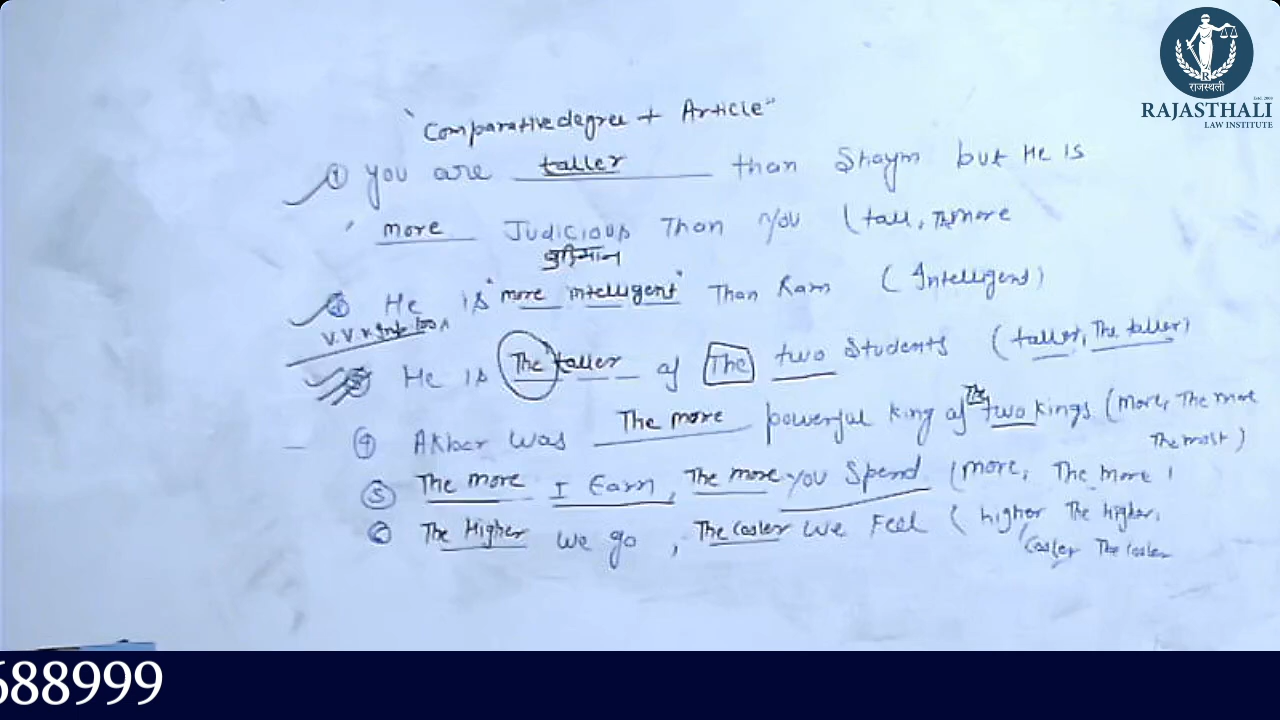 "Comparative degree + Article"
① You are taller than Shaym but He is
more Judicious Than you (tall, The more
बुद्धिमान
② He is "more intelligent" Than Ram (Intelligent)
V.V.V. Imp 100%
③ He is The taller of The two Students (taller, The taller)
④ Akbar was The more powerful king of The two kings (more, The more
The most)
⑤ The more I Earn, The more you Spend (more, The more,
⑥ The Higher we go, The cooler we Feel (higher The higher,
Cooler The cooler
राजस्थली
RAJASTHALI
LAW INSTITUTE
688999